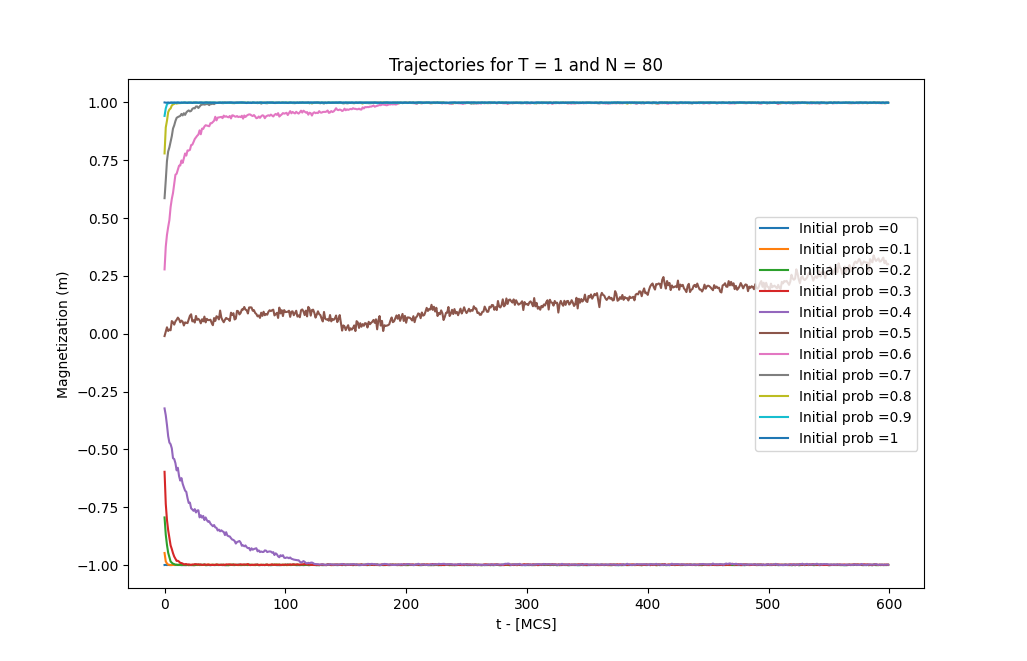 Trajectories for T = 1 and N = 80
Magnetization (m)
1.00
0.75
0.50
0.25
0.00
−0.25
−0.50
−0.75
−1.00
Initial prob =0
Initial prob =0.1
Initial prob =0.2
Initial prob =0.3
Initial prob =0.4
Initial prob =0.5
Initial prob =0.6
Initial prob =0.7
Initial prob =0.8
Initial prob =0.9
Initial prob =1
0 100 200 300 400 500 600
t - [MCS]